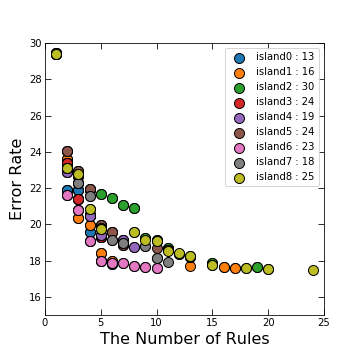 30
28
26
24
22
20
18
16
0
5
10
15
20
25
Error Rate
The Number of Rules
island0 : 13
island1 : 16
island2 : 30
island3 : 24
island4 : 19
island5 : 24
island6 : 23
island7 : 18
island8 : 25